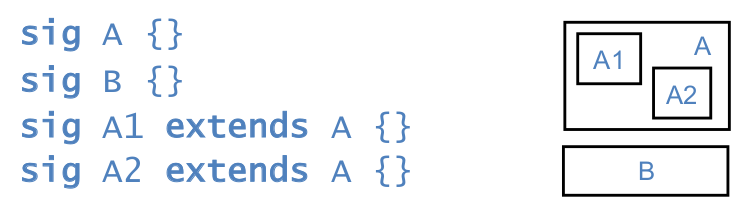 sig A {}
sig B {}
sig A1 extends A {}
sig A2 extends A {}
A
A1
A2
B